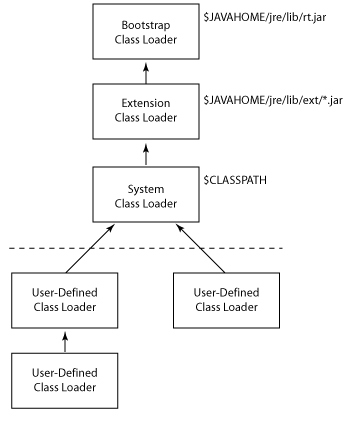 Bootstrap
Class Loader
$JAVAHOME/jre/lib/rt.jar
Extension
Class Loader
$JAVAHOME/jre/lib/ext/*.jar
System
Class Loader
$CLASSPATH
User-Defined
Class Loader
User-Defined
Class Loader
User-Defined
Class Loader